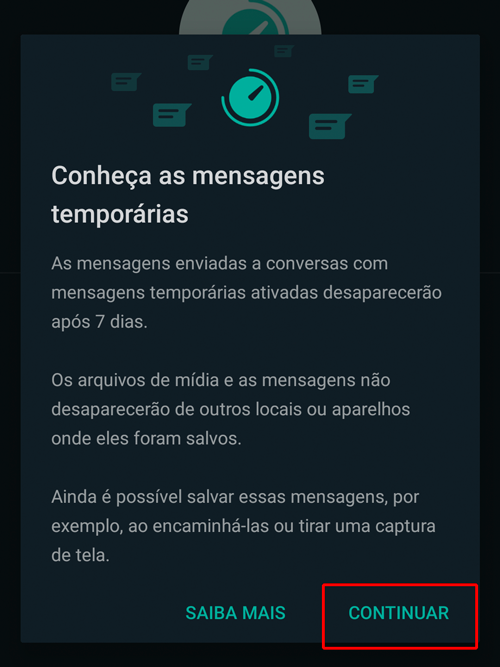 Conheça as mensagens
temporárias
As mensagens enviadas a conversas com
mensagens temporárias ativadas desaparecerão
após 7 dias.
Os arquivos de mídia e as mensagens não
desaparecerão de outros locais ou aparelhos
onde eles foram salvos.
Ainda é possível salvar essas mensagens, por
exemplo, ao encaminhá-las ou tirar uma captura
de tela.
SAIBA MAIS CONTINUAR